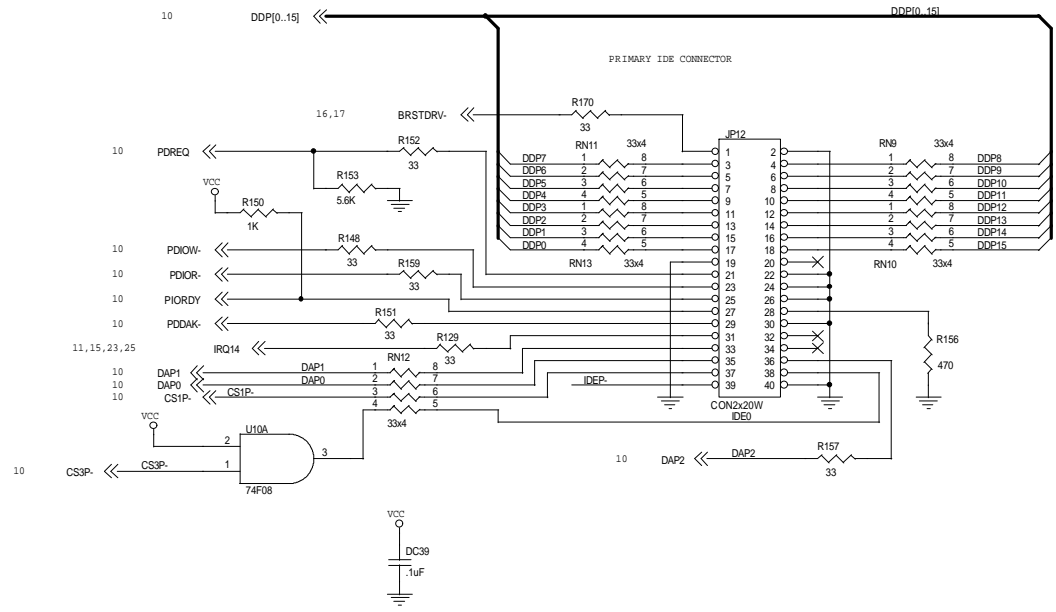 10 DDP[0..15] DDP[0..15]
PRIMARY IDE CONNECTOR
R170
16,17 BRSTDRV-
33
JP12
R152 RN11 33x4 RN9 33x4
10 PDREQ 1 2
33 DDP7 1 8 3 4 1 8 DDP8
VCC R153 DDP6 2 7 5 6 2 7 DDP9
5.6K DDP5 3 6 7 8 3 6 DDP10
R150 DDP4 4 5 9 10 4 5 DDP11
1K DDP3 1 8 11 12 1 8 DDP12
DDP2 2 7 13 14 2 7 DDP13
R148 DDP1 3 6 15 16 3 6 DDP14
10 PDIOW- DDP0 4 5 17 18 4 5 DDP15
33 RN13 33x4 19 20 RN10 33x4
R159
10 PDIOR- 21 22
33 23 24
10 PIORDY 25 26
R151 27 28
10 PDDAK- 29 30
33 R129 31 32 R156
11,15,23,25 IRQ14 33 34
33 RN12 35 36 470
10 DAP1 DAP1 1 8 37 38
10 DAP0 DAP0 2 7 IDEP- 39 40
10 CS1P- CS1P- 3 6
4 5 CON2x20W
33x4 IDE0
VCC U10A
2
3 R157
1 10 DAP2 DAP2
10 CS3P- CS3P- 33
74F08
VCC
DC39
.1uF